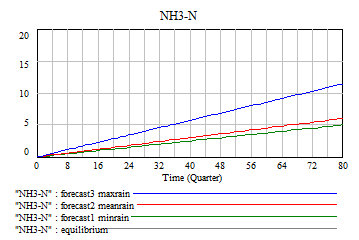 NH3-N
20
15
10
5
0
0 8 16 24 32 40 48 56 64 72 80
Time (Quarter)
"NH3-N" : forecast3 maxrain
"NH3-N" : forecast2 meanrain
"NH3-N" : forecast1 minrain
"NH3-N" : equilibrium